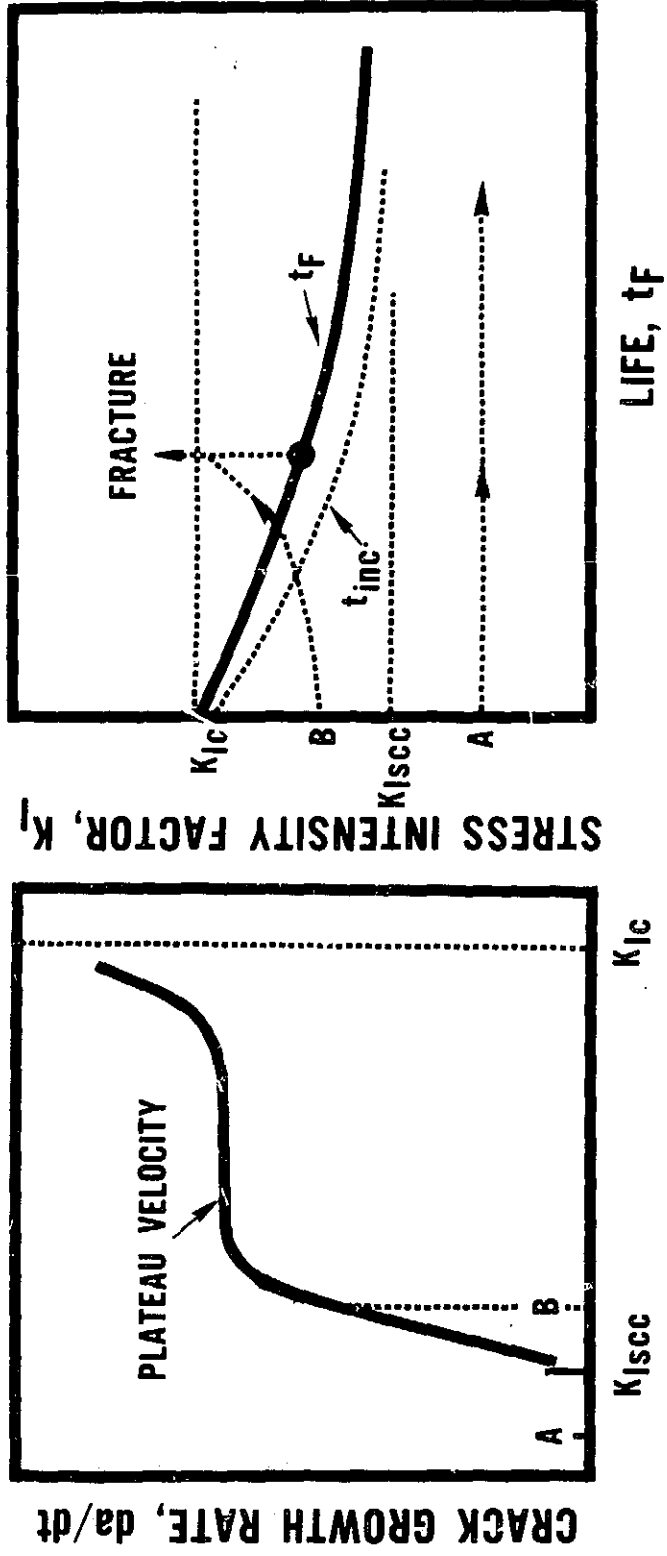 CRACK GROWTH RATE, da/dt
PLATEAU VELOCITY
A
B
KIscc
KIc
STRESS INTENSITY FACTOR, KI
KIc
B
KIscc
A
FRACTURE
tF
tinc
LIFE, tF